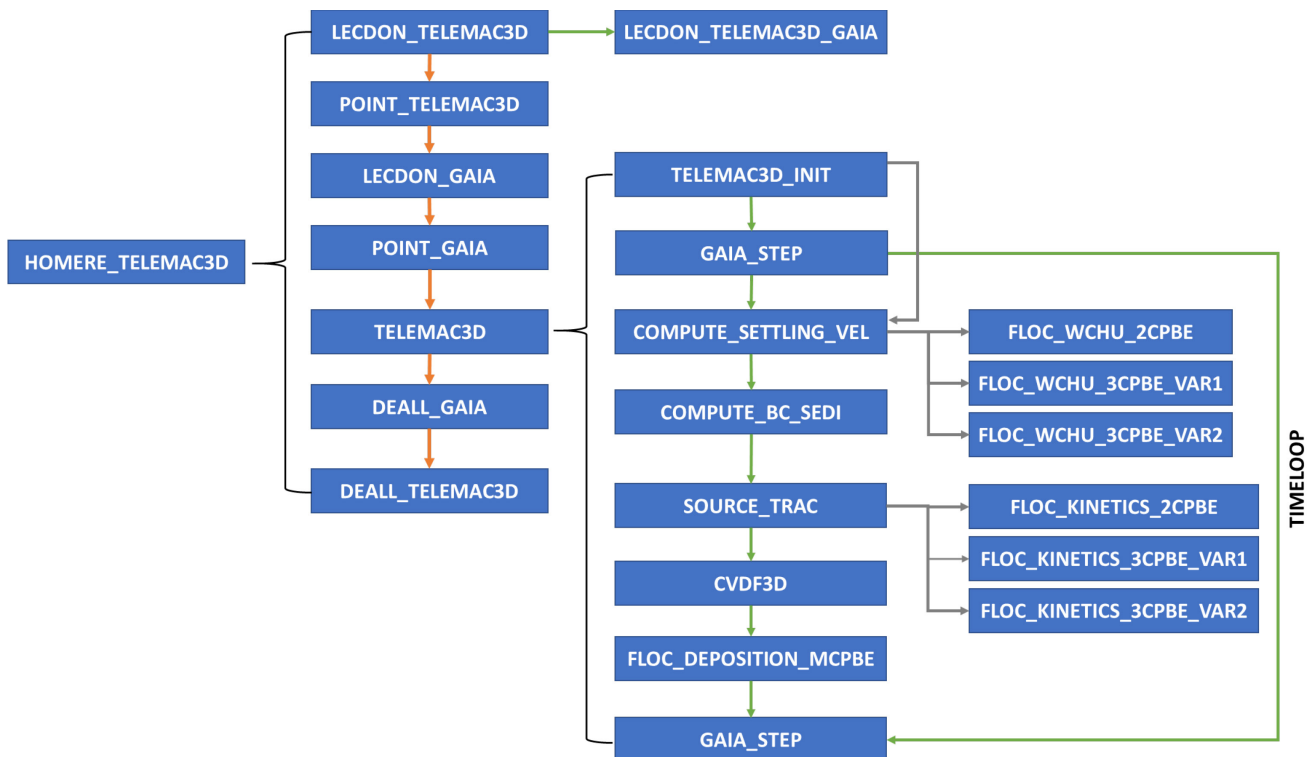 HOMERE_TELEMAC3D
LECDON_TELEMAC3D
LECDON_TELEMAC3D_GAIA
POINT_TELEMAC3D
LECDON_GAIA
POINT_GAIA
TELEMAC3D
DEALL_GAIA
DEALL_TELEMAC3D
TELEMAC3D_INIT
GAIA_STEP
COMPUTE_SETTLING_VEL
COMPUTE_BC_SEDI
SOURCE_TRAC
CVDF3D
FLOC_DEPOSITION_MCPBE
GAIA_STEP
FLOC_WCHU_2CPBE
FLOC_WCHU_3CPBE_VAR1
FLOC_WCHU_3CPBE_VAR2
FLOC_KINETICS_2CPBE
FLOC_KINETICS_3CPBE_VAR1
FLOC_KINETICS_3CPBE_VAR2
TIMELOOP